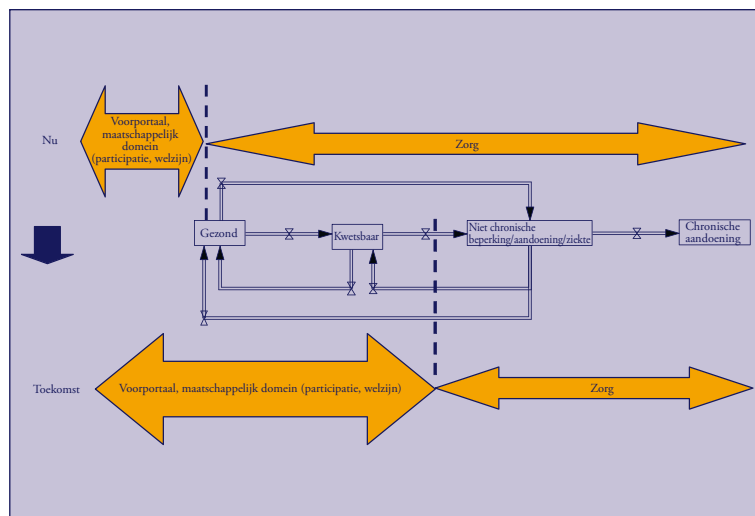 Nu
Voorportaal,
maatschappelijk
domein
(participatie, welzijn)
Zorg
Gezond
Kwetsbaar
Niet chronische
beperking/aandoening/ziekte
Chronische
aandoening
Toekomst
Voorportaal, maatschappelijk domein (participatie, welzijn)
Zorg